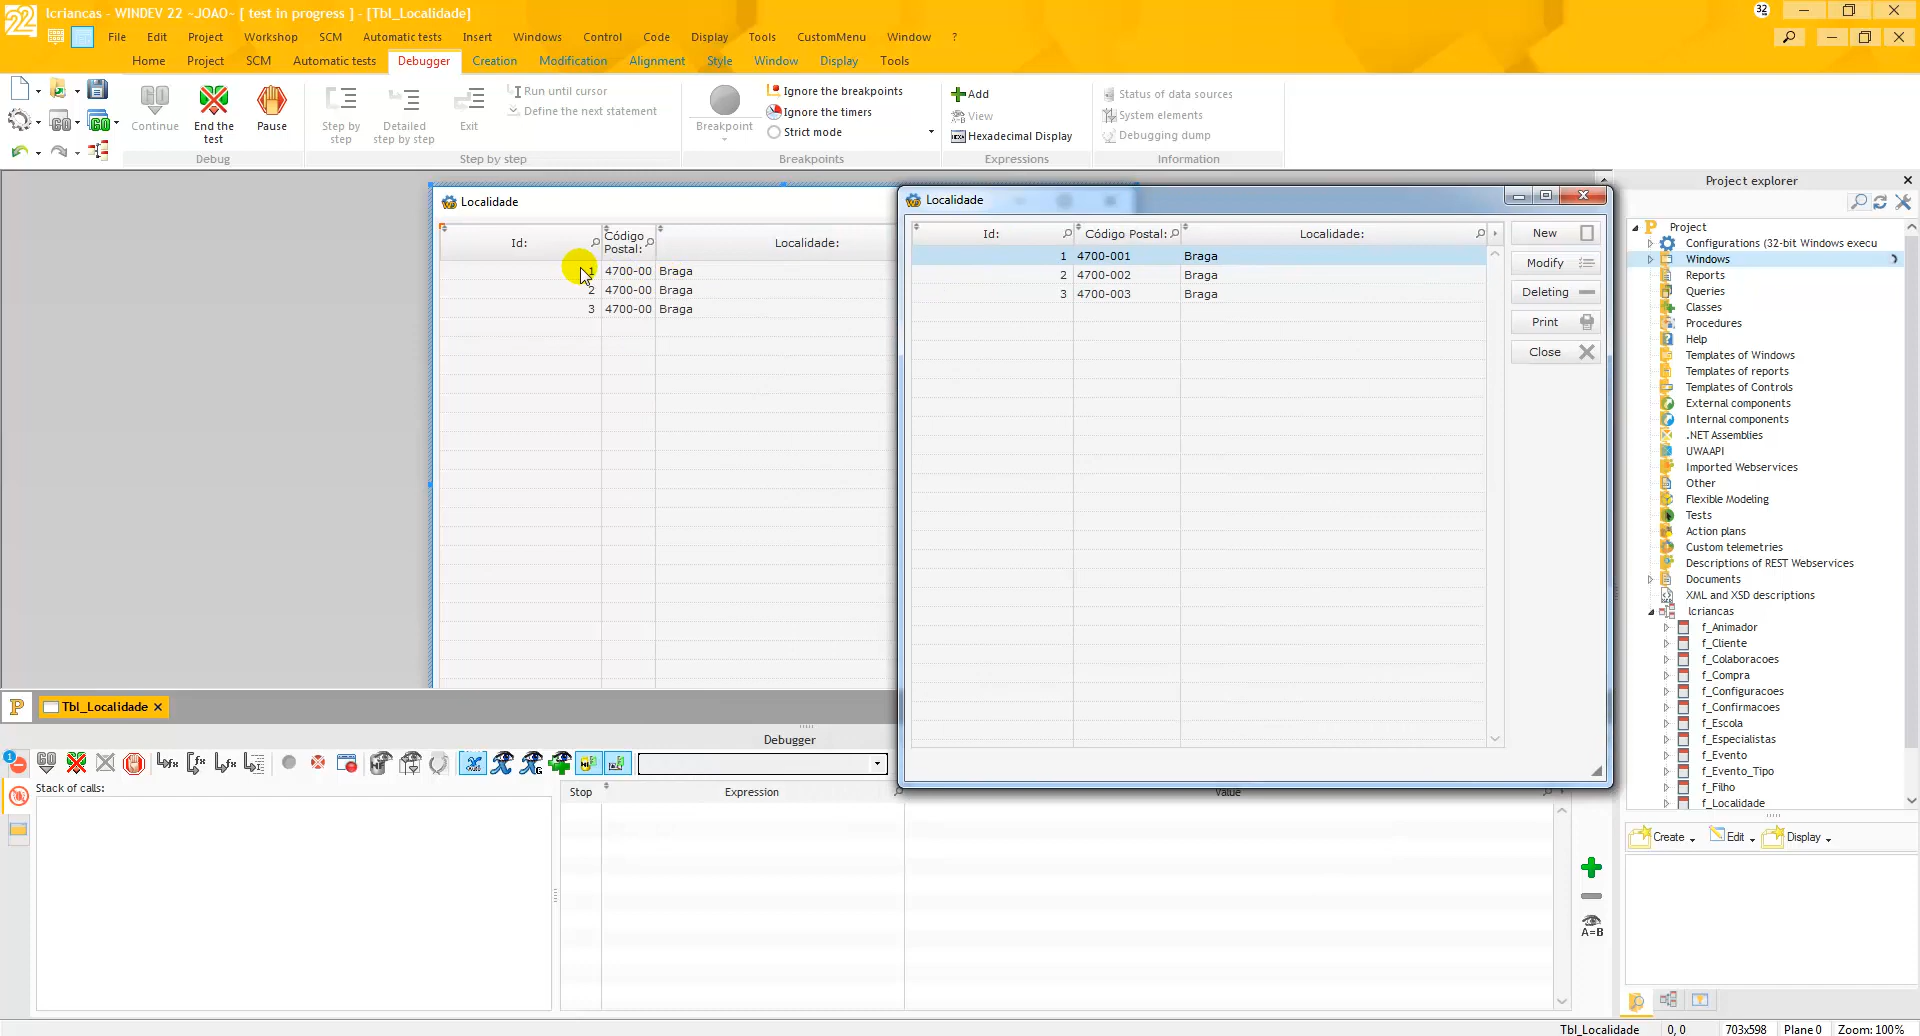 22
lcriancas - WINDEV 22 ~JOAO~ [ test in progress ] - [Tbl_Localidade]
32
File Edit Project Workshop SCM Automatic tests Insert Windows Control Code Display Tools CustomMenu Window ?
Home Project SCM Automatic tests Debugger Creation Modification Alignment Style Window Display Tools
GO Continue
End the test
Pause
Debug
Step by step
Detailed step by step
Exit
Run until cursor
Define the next statement
Step by step
Breakpoint
Ignore the breakpoints
Ignore the timers
Strict mode
Breakpoints
Add
View
Hexadecimal Display
Expressions
Status of data sources
System elements
Debugging dump
Information
Localidade
Id: Código Postal: Localidade:
1 4700-00 Braga
2 4700-00 Braga
3 4700-00 Braga
Localidade
Id: Código Postal: Localidade:
1 4700-001 Braga
2 4700-002 Braga
3 4700-003 Braga
New
Modify
Deleting
Print
Close
Project explorer
Project
Configurations (32-bit Windows execu
Windows
Reports
Queries
Classes
Procedures
Help
Templates of Windows
Templates of reports
Templates of Controls
External components
Internal components
.NET Assemblies
UWAAPI
Imported Webservices
Other
Flexible Modeling
Tests
Action plans
Custom telemetries
Descriptions of REST Webservices
Documents
XML and XSD descriptions
lcriancas
f_Animador
f_Cliente
f_Colaboracoes
f_Compra
f_Configuracoes
f_Confirmacoes
f_Escola
f_Especialistas
f_Evento
f_Evento_Tipo
f_Filho
f_Localidade
Create Edit Display
P Tbl_Localidade
Debugger
1 GO
Stack of calls:
Stop Expression Value
A=B
Tbl_Localidade 0, 0 703x598 Plane 0 Zoom: 100%